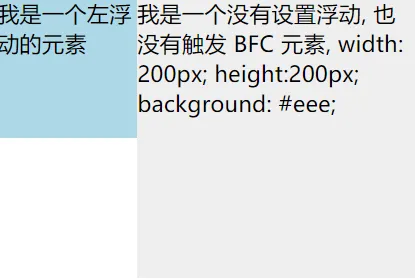 我是一个左浮
动的元素
我是一个没有设置浮动, 也
没有触发 BFC 元素, width:
200px; height:200px;
background: #eee;